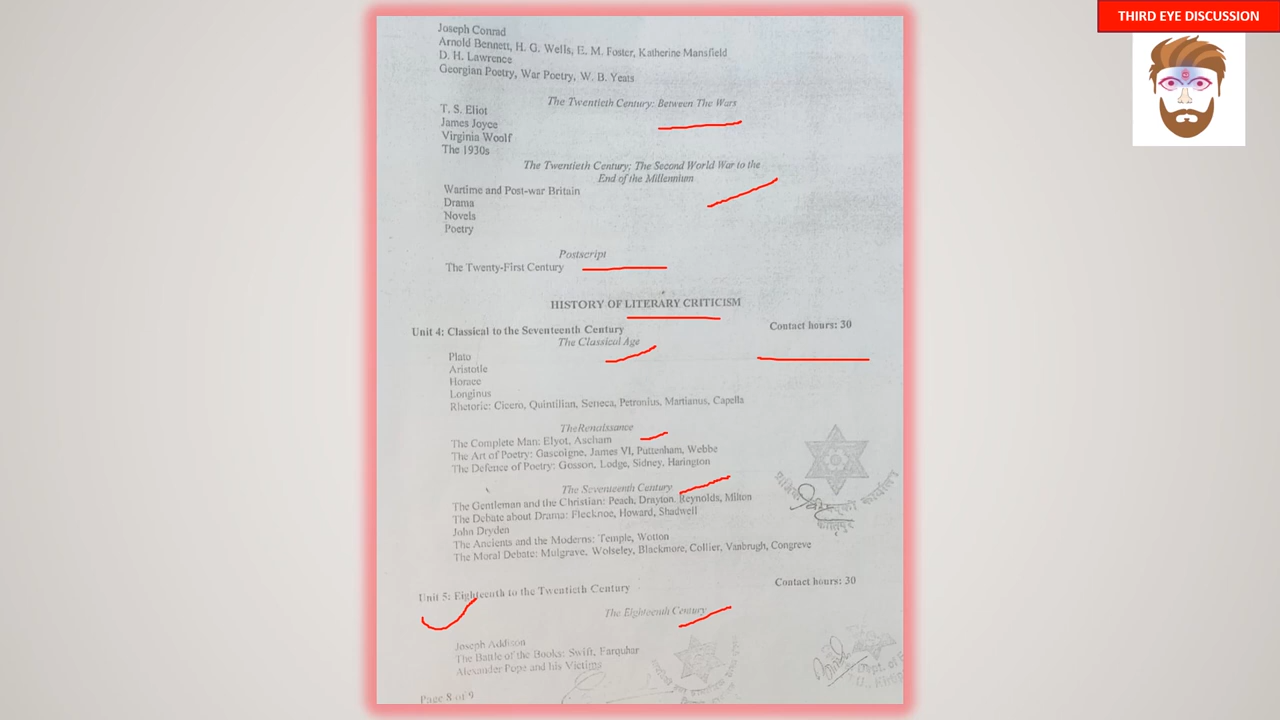 THIRD EYE DISCUSSION
Joseph Conrad
Arnold Bennett, H. G. Wells, E. M. Foster, Katherine Mansfield
D. H. Lawrence
Georgian Poetry, War Poetry, W. B. Yeats
The Twentieth Century: Between The Wars
T. S. Eliot
James Joyce
Virginia Woolf
The 1930s
The Twentieth Century: The Second World War to the
End of the Millennium
Wartime and Post-war Britain
Drama
Novels
Poetry
Postscript
The Twenty-First Century
HISTORY OF LITERARY CRITICISM
Unit 4: Classical to the Seventeenth Century
Contact hours: 30
The Classical Age
Plato
Aristotle
Horace
Longinus
Rhetoric: Cicero, Quintilian, Seneca, Petronius, Martianus, Capella
TheRenaissance
The Complete Man: Elyot, Ascham
The Art of Poetry: Gascoigne, James VI, Puttenham, Webbe
The Defence of Poetry: Gosson, Lodge, Sidney, Harington
The Seventeenth Century
The Gentleman and the Christian: Peach, Drayton, Reynolds, Milton
The Debate about Drama: Flecknoe, Howard, Shadwell
John Dryden
The Ancients and the Moderns: Temple, Wotton
The Moral Debate: Mulgrave, Wolseley, Blackmore, Collier, Vanbrugh, Congreve
Unit 5: Eighteenth to the Twentieth Century
Contact hours: 30
The Eighteenth Century
Joseph Addison
The Battle of the Books: Swift, Farquhar
Alexander Pope and his Victims
Page 8 of 9